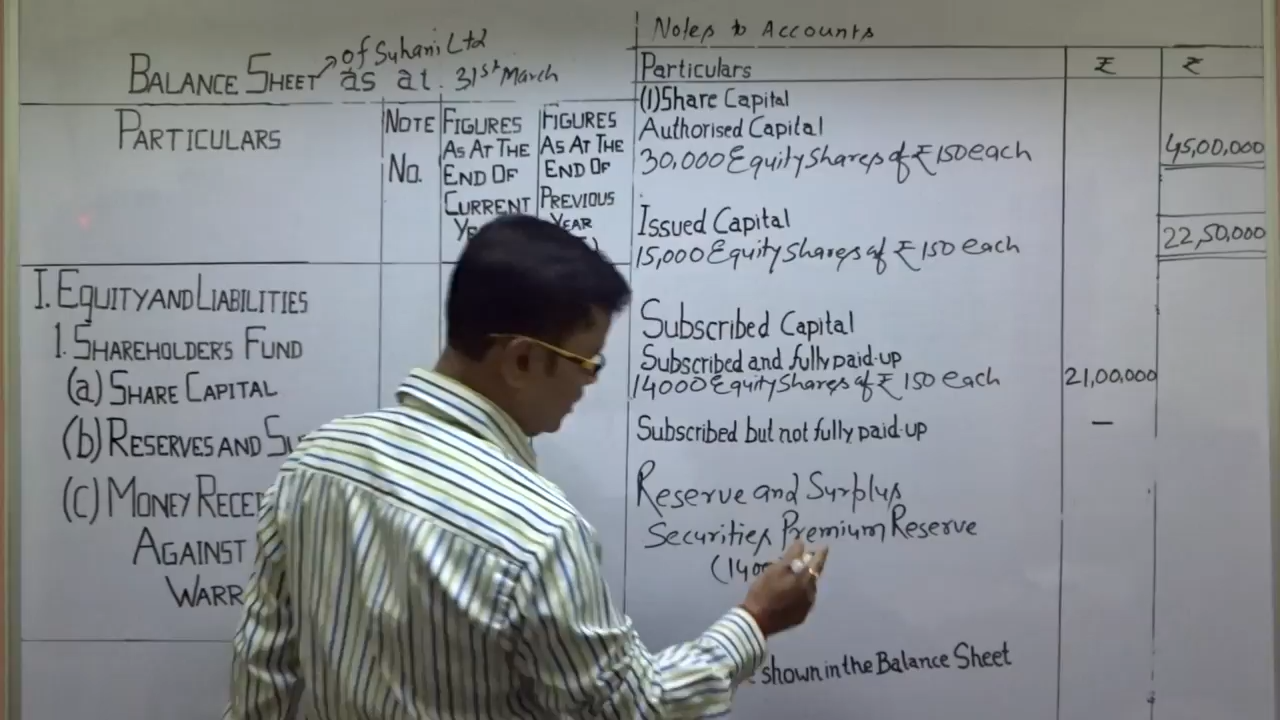 BALANCE SHEET of Suhani Ltd
as at 31st March
PARTICULARS
NOTE
No.
FIGURES
AS AT THE
END OF
CURRENT
FIGURES
AS AT THE
END OF
PREVIOUS
YEAR
I. EQUITY AND LIABILITIES
1. SHAREHOLDERS FUND
(a) SHARE CAPITAL
(b) RESERVES AND
(c) MONEY
AGAINST
Notes to Accounts
Particulars ₹ ₹
(1) Share Capital
Authorised Capital
30,000 Equity Shares of ₹ 150 each 45,00,000
Issued Capital
15,000 Equity Shares of ₹ 150 each 22,50,000
Subscribed Capital
Subscribed and fully paid-up
14000 Equity Shares of ₹ 150 each 21,00,000
Subscribed but not fully paid-up —
Reserve and Surplus
Securities Premium Reserve
shown in the Balance Sheet